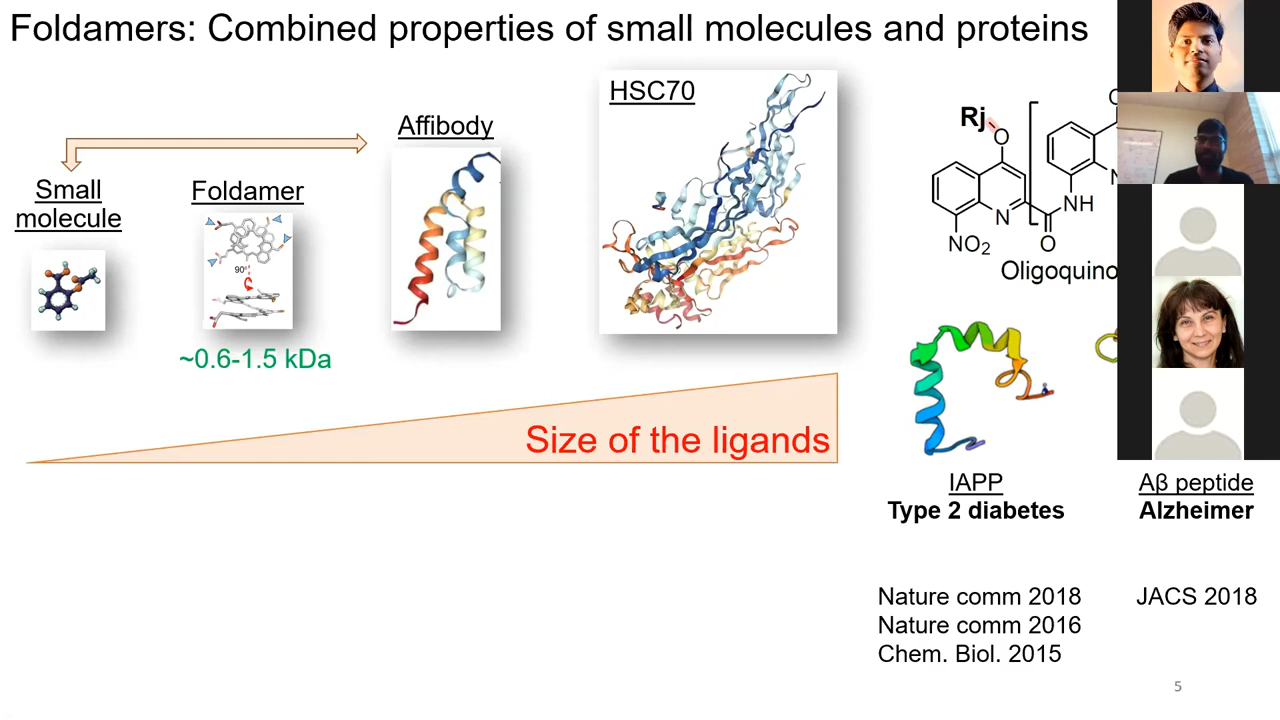 Foldamers: Combined properties of small molecules and proteins
HSC70
Affibody
Small
molecule
Foldamer
90°
~0.6-1.5 kDa
Size of the ligands
Rj
O
N
NH
NO2
O
Oligoquino
IAPP
Type 2 diabetes
Aβ peptide
Alzheimer
Nature comm 2018
Nature comm 2016
Chem. Biol. 2015
JACS 2018
5